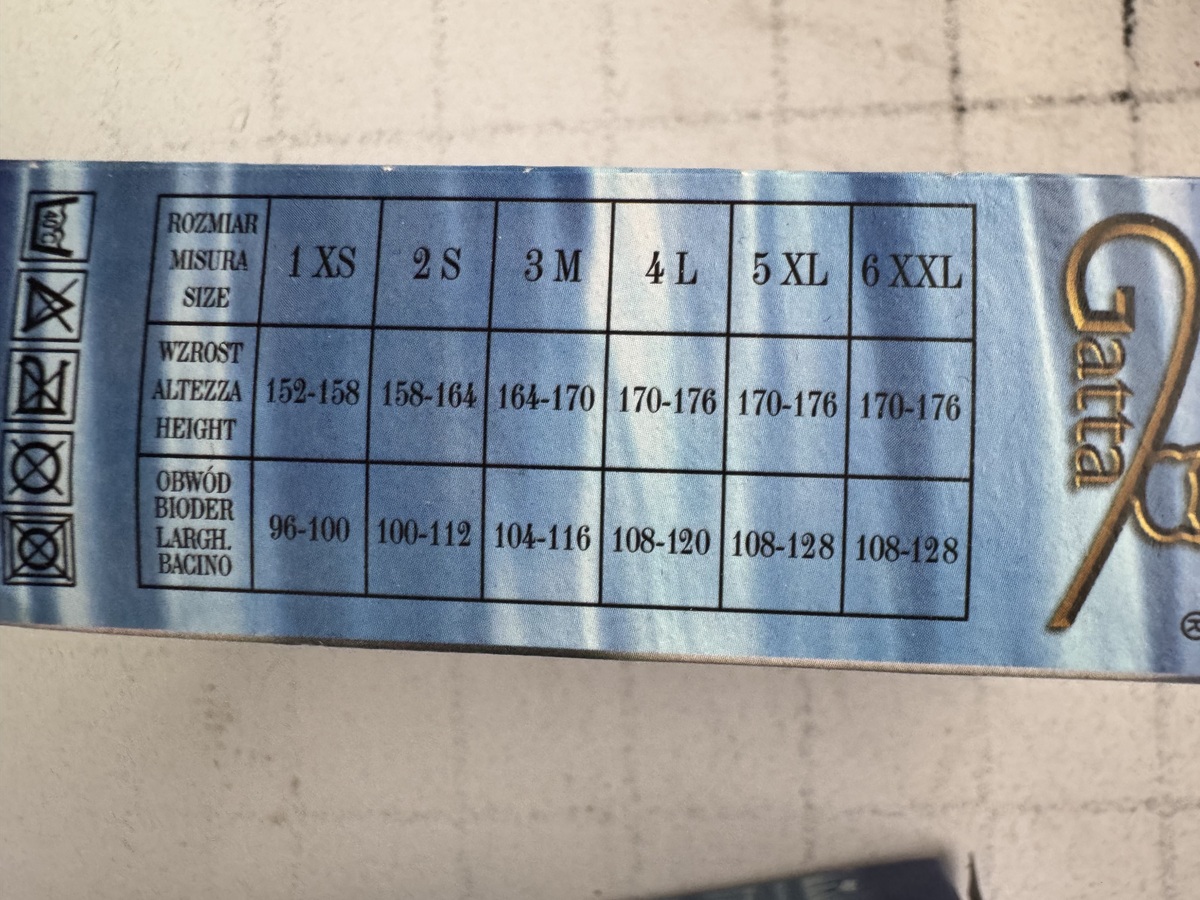 ROZMIAR
MISURA
SIZE
1 XS
2 S
3 M
4 L
5 XL
6 XXL
WZROST
ALTEZZA
HEIGHT
152-158
158-164
164-170
170-176
170-176
170-176
OBWÓD
BIODER
LARGH.
BACINO
96-100
100-112
104-116
108-120
108-128
108-128
Gatta
®